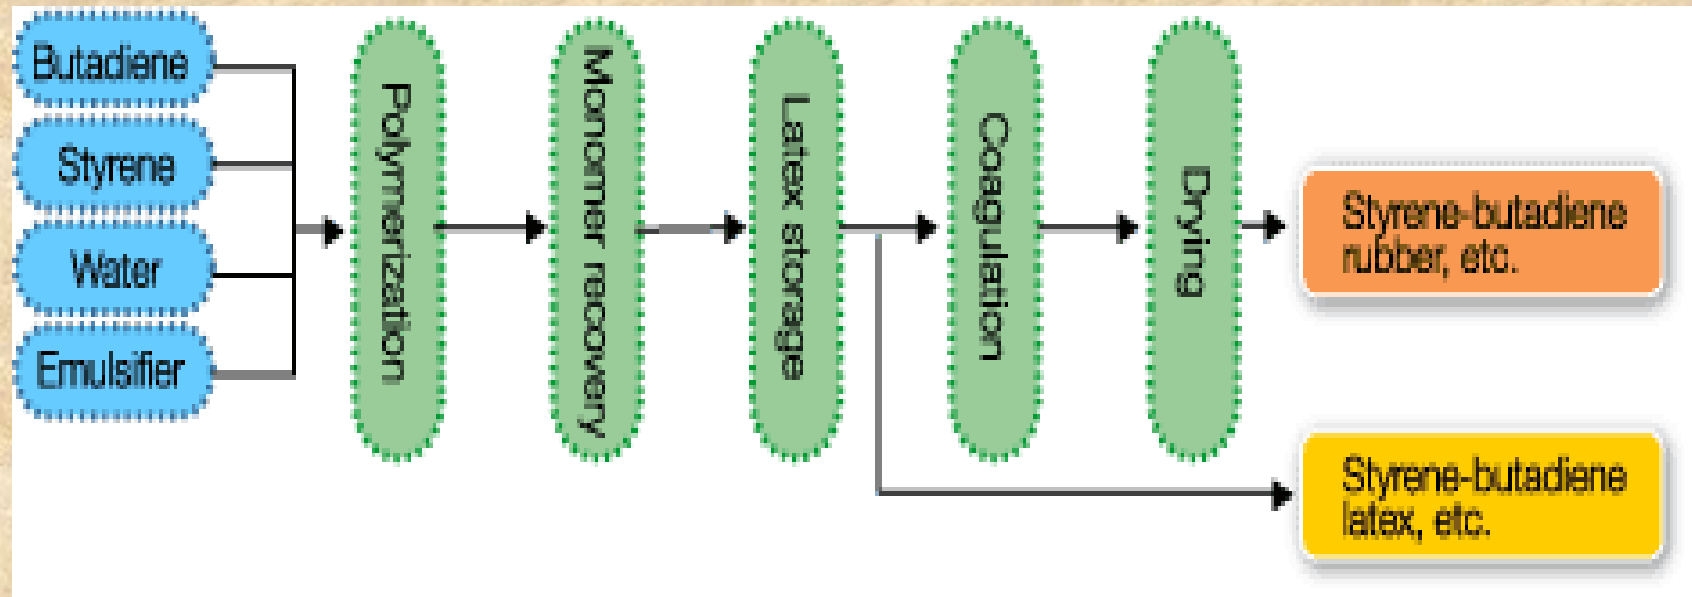 Butadiene
Styrene
Water
Emulsifier
Polymerization
Monomer recovery
Latex storage
Coagulation
Drying
Styrene-butadiene
rubber, etc.
Styrene-butadiene
latex, etc.